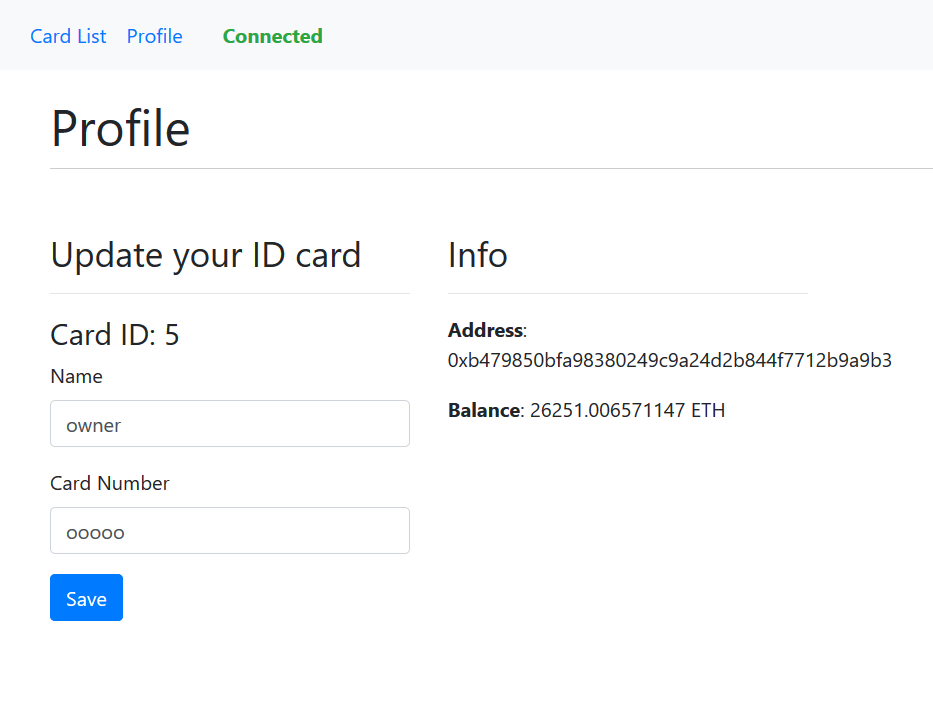 Card List Profile Connected
Profile
Update your ID card
Card ID: 5
Name
owner
Card Number
ooooo
Save
Info
Address:
0xb479850bfa98380249c9a24d2b844f7712b9a9b3
Balance: 26251.006571147 ETH